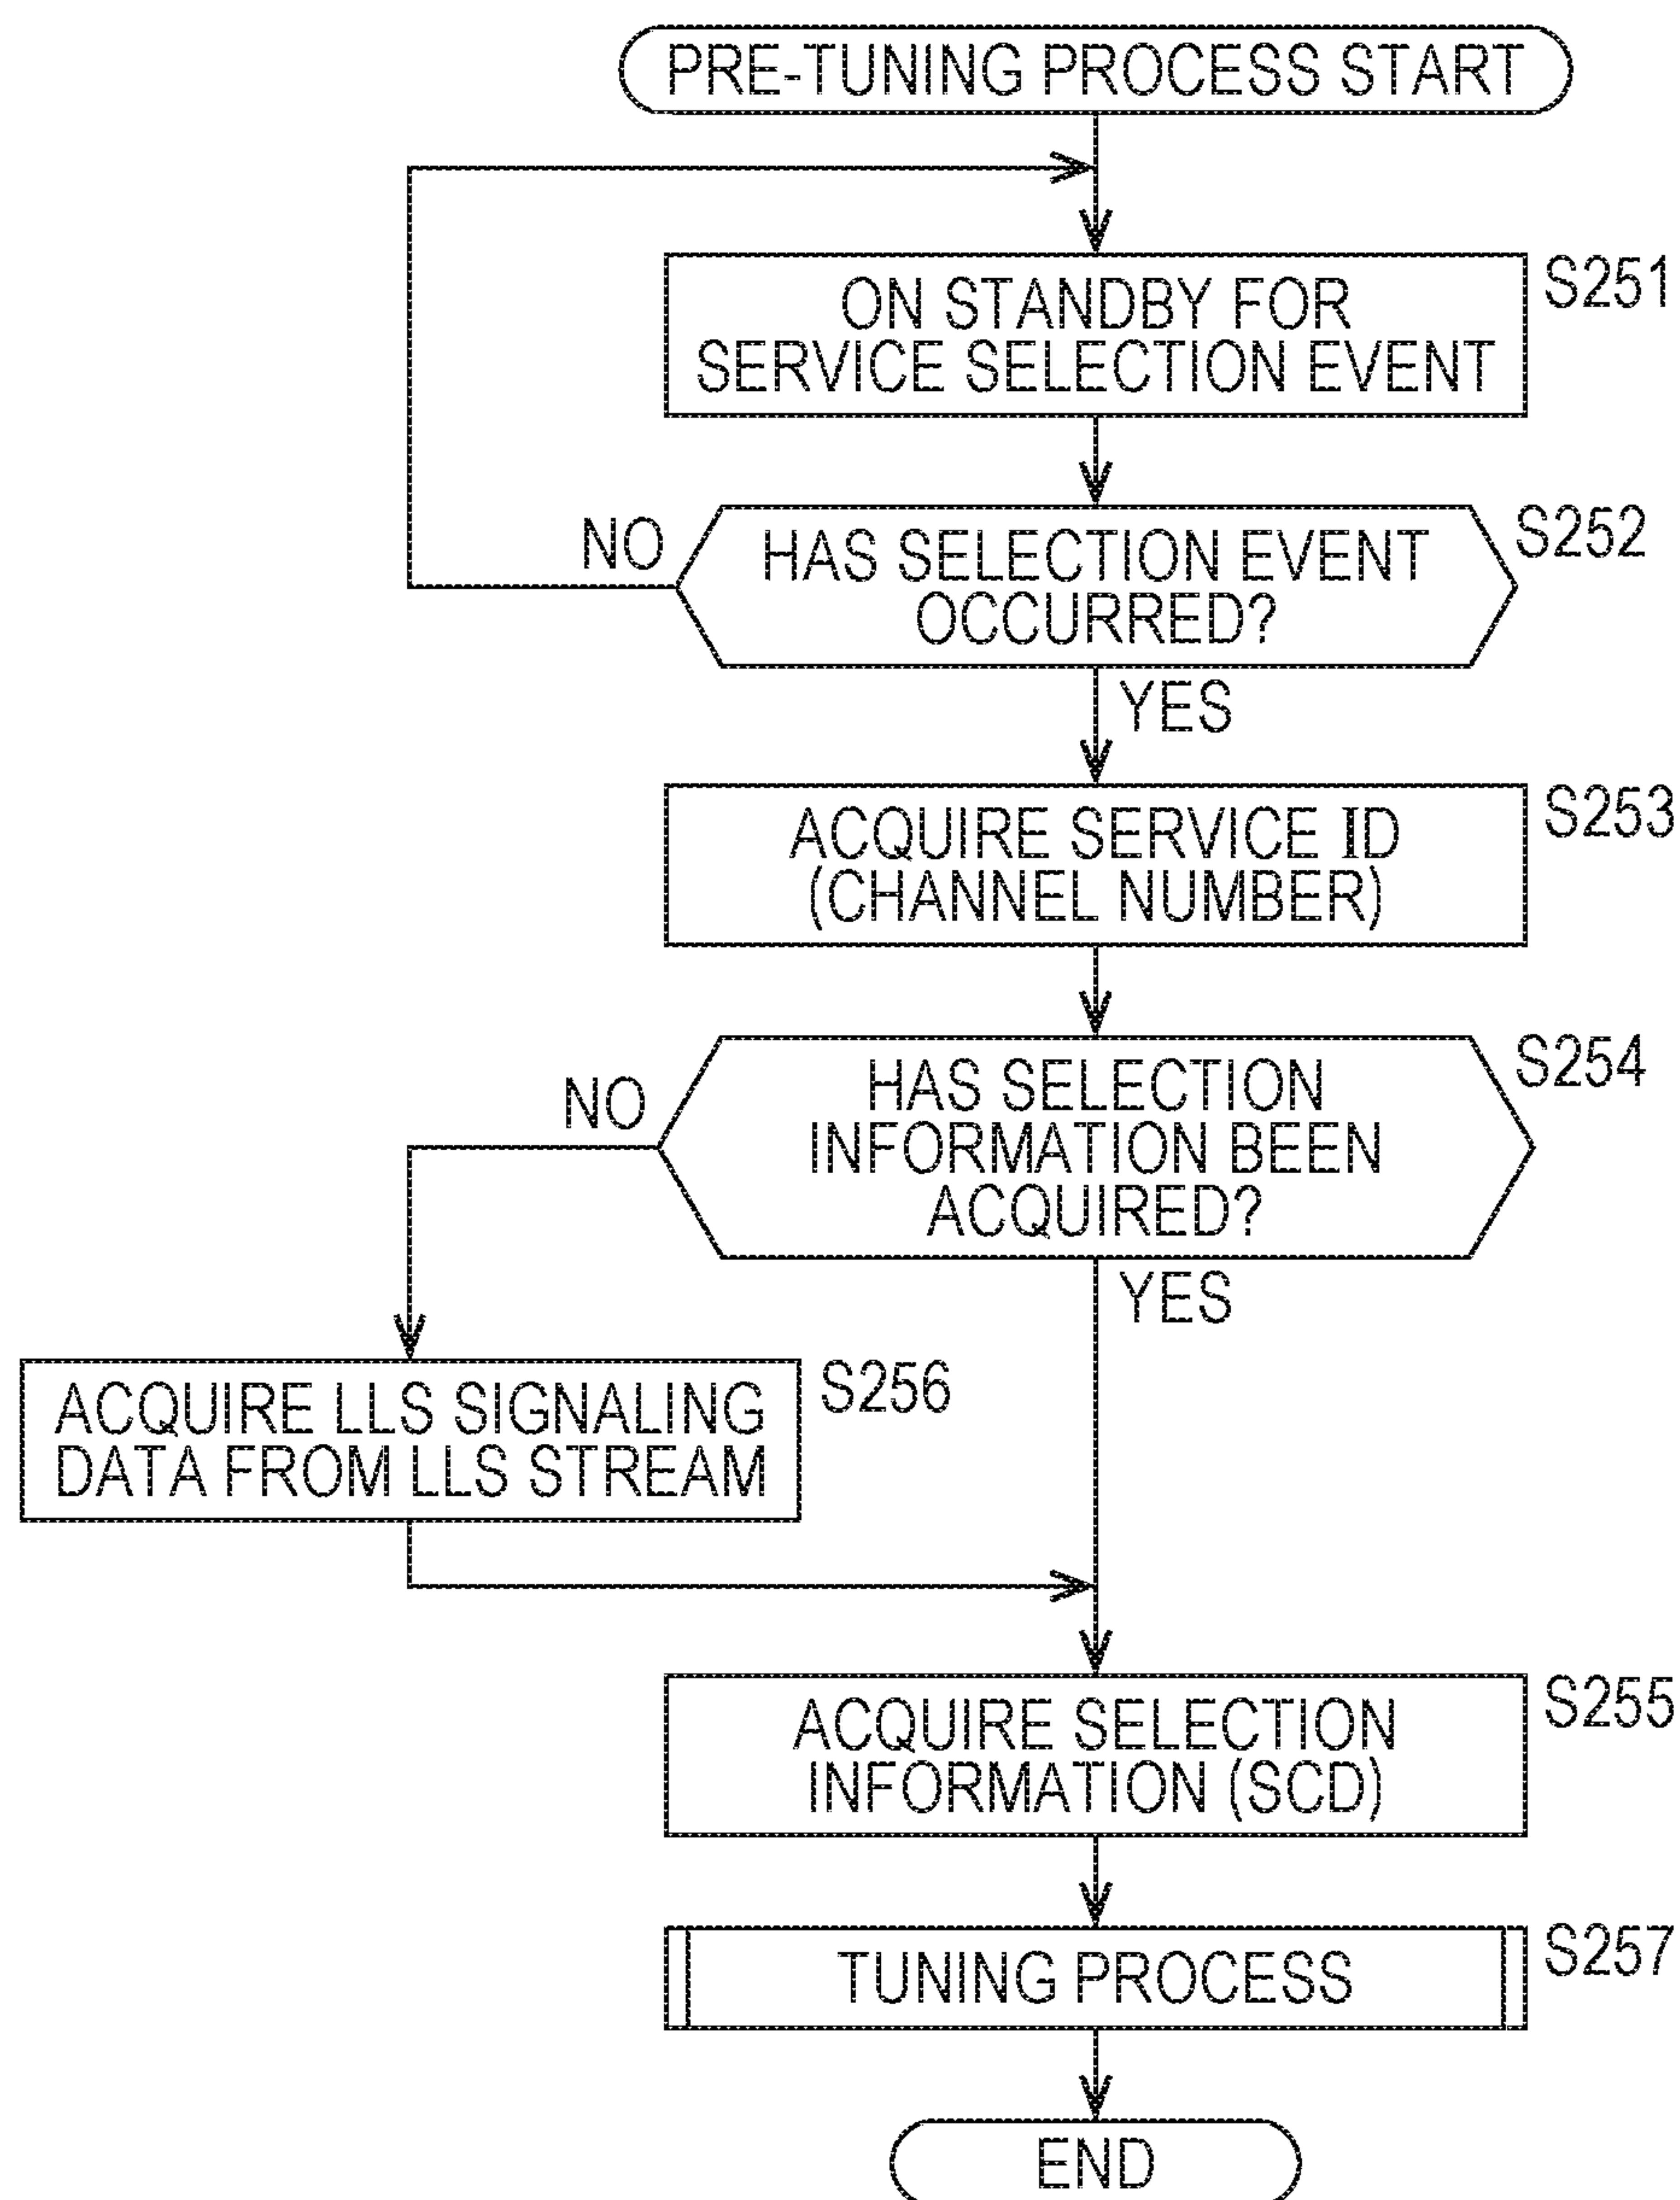 PRE-TUNING PROCESS START
ON STANDBY FOR
SERVICE SELECTION EVENT
S251
NO
HAS SELECTION EVENT
OCCURRED?
S252
YES
ACQUIRE SERVICE ID
(CHANNEL NUMBER)
S253
NO
HAS SELECTION
INFORMATION BEEN
ACQUIRED?
S254
YES
ACQUIRE LLS SIGNALING
DATA FROM LLS STREAM
S256
ACQUIRE SELECTION
INFORMATION (SCD)
S255
TUNING PROCESS
S257
END